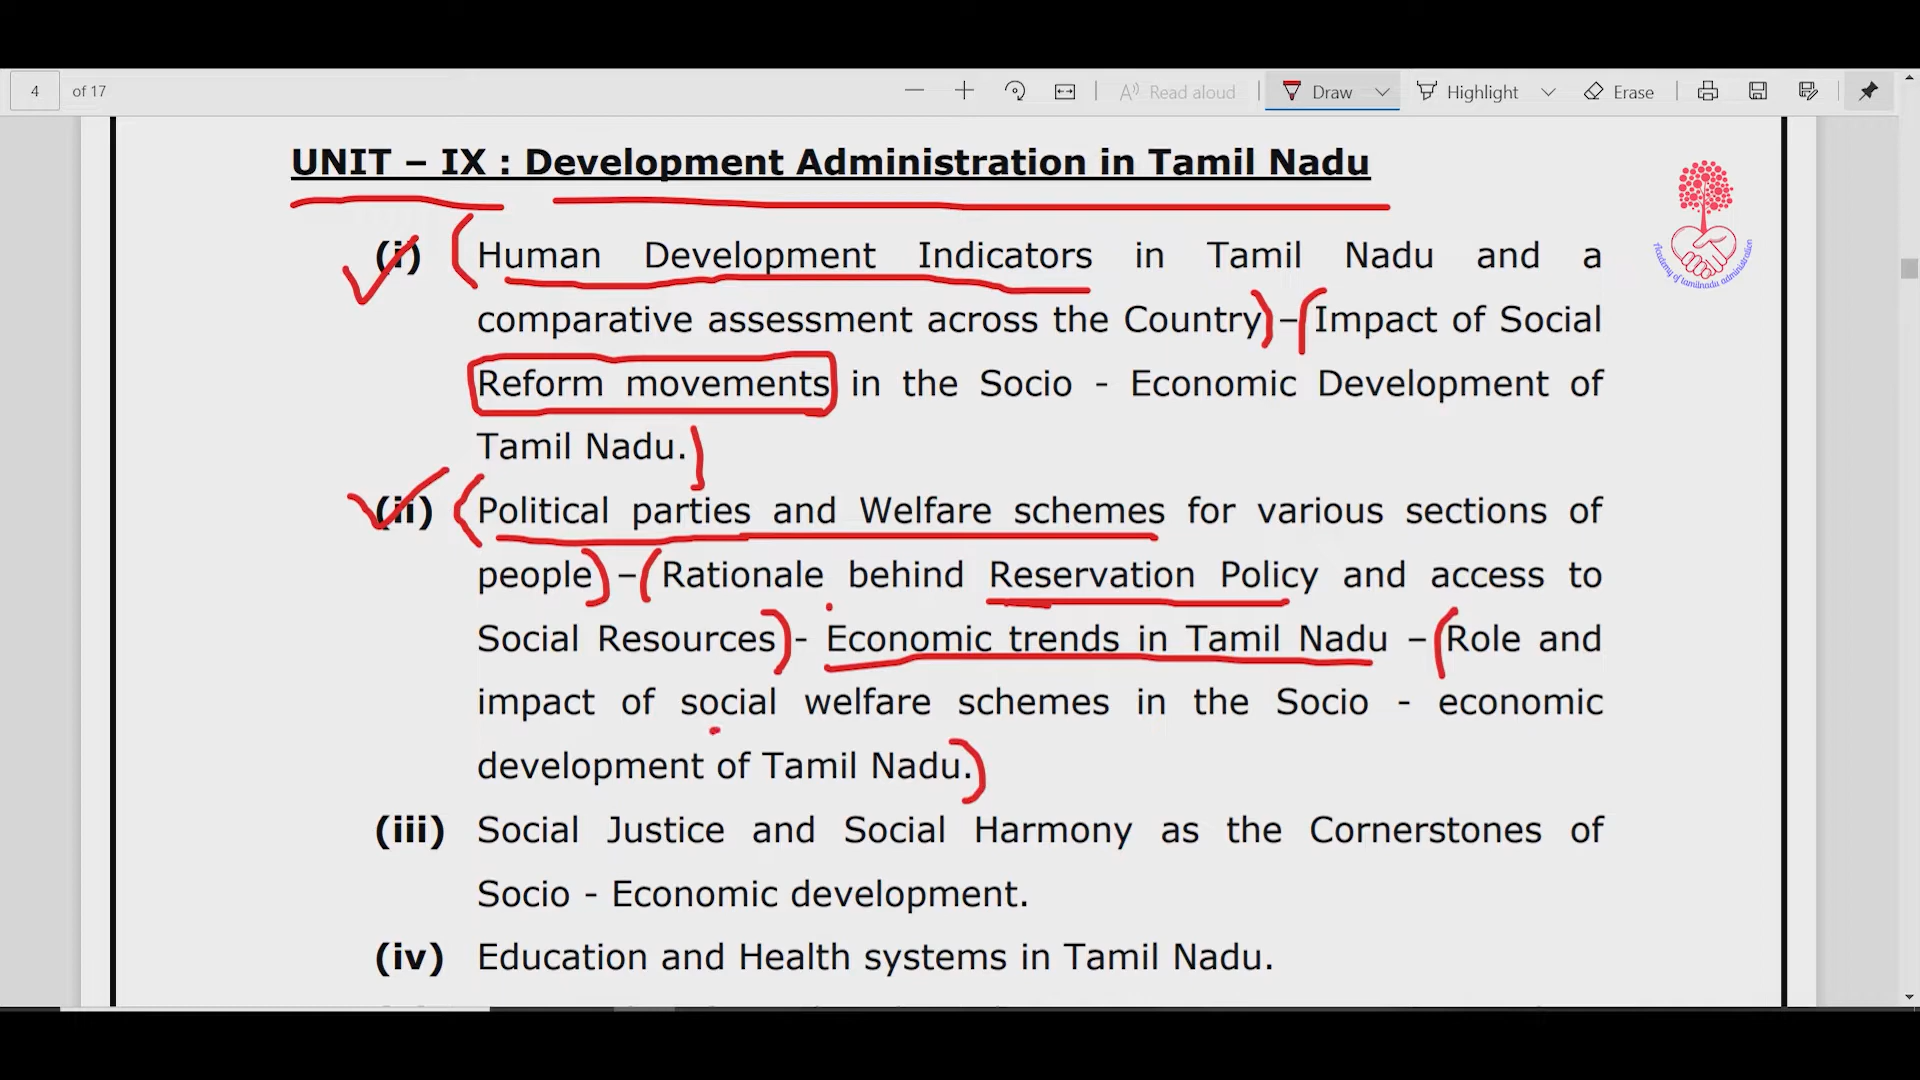 4 of 17 Read aloud Draw Highlight Erase
UNIT – IX : Development Administration in Tamil Nadu
(i) Human Development Indicators in Tamil Nadu and a
comparative assessment across the Country – Impact of Social
Reform movements in the Socio - Economic Development of
Tamil Nadu.
(ii) Political parties and Welfare schemes for various sections of
people – Rationale behind Reservation Policy and access to
Social Resources - Economic trends in Tamil Nadu – Role and
impact of social welfare schemes in the Socio - economic
development of Tamil Nadu.
(iii) Social Justice and Social Harmony as the Cornerstones of
Socio - Economic development.
(iv) Education and Health systems in Tamil Nadu.
Academy of tamilnadu administration